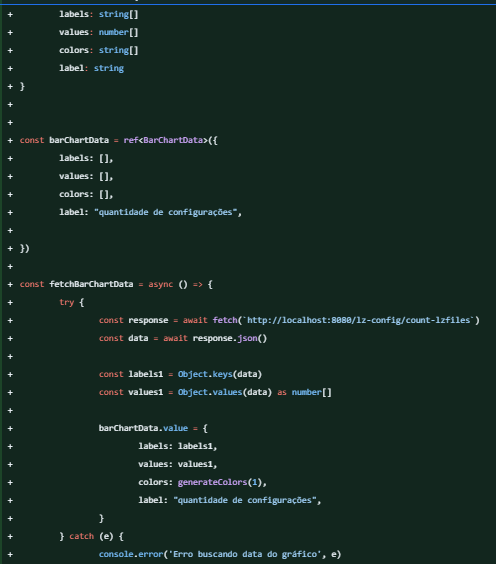 + labels: string[]
+ values: number[]
+ colors: string[]
+ label: string
+ }
+
+
+ const barChartData = ref<BarChartData>({
+ labels: [],
+ values: [],
+ colors: [],
+ label: "quantidade de configurações",
+
+ })
+
+ const fetchBarChartData = async () => {
+ try {
+ const response = await fetch(`http://localhost:8080/lz-config/count-lzfiles`)
+ const data = await response.json()
+
+ const labels1 = Object.keys(data)
+ const values1 = Object.values(data) as number[]
+
+ barChartData.value = {
+ labels: labels1,
+ values: values1,
+ colors: generateColors(1),
+ label: "quantidade de configurações",
+ }
+ } catch (e) {
+ console.error('Erro buscando data do gráfico', e)